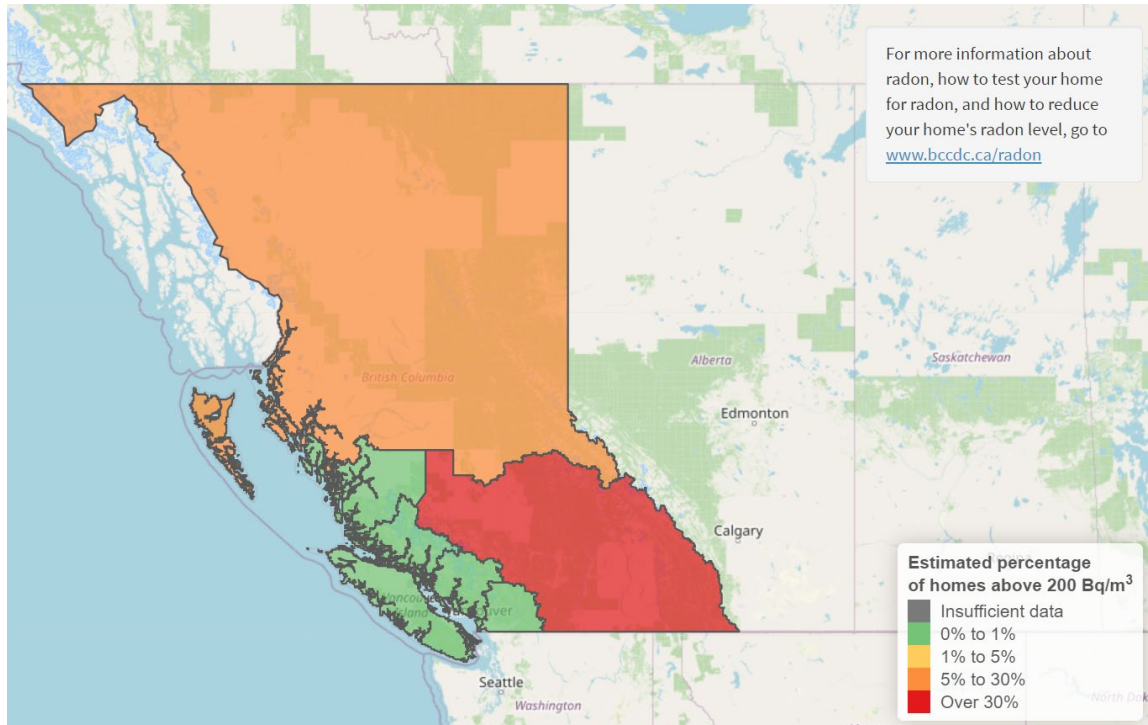 For more information about
radon, how to test your home
for radon, and how to reduce
your home's radon level, go to
www.bccdc.ca/radon
British Columbia
Alberta
Saskatchewan
Edmonton
Calgary
Island
Seattle
Washington
Estimated percentage
of homes above 200 Bq/m³
Insufficient data
0% to 1%
1% to 5%
5% to 30%
Over 30%